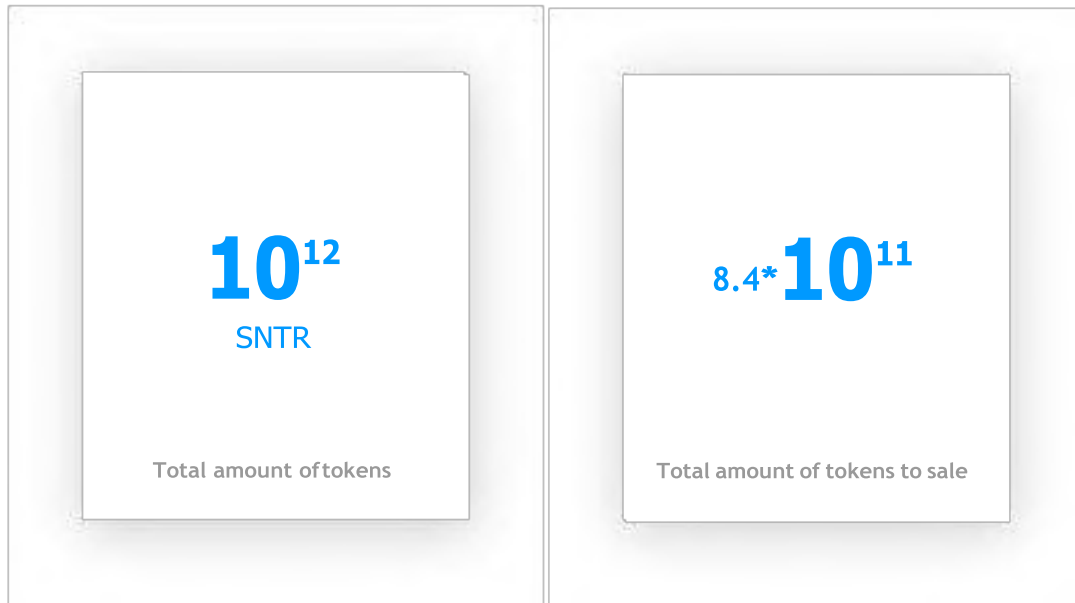 10¹²
SNTR
Total amount of tokens
8.4*10¹¹
Total amount of tokens to sale